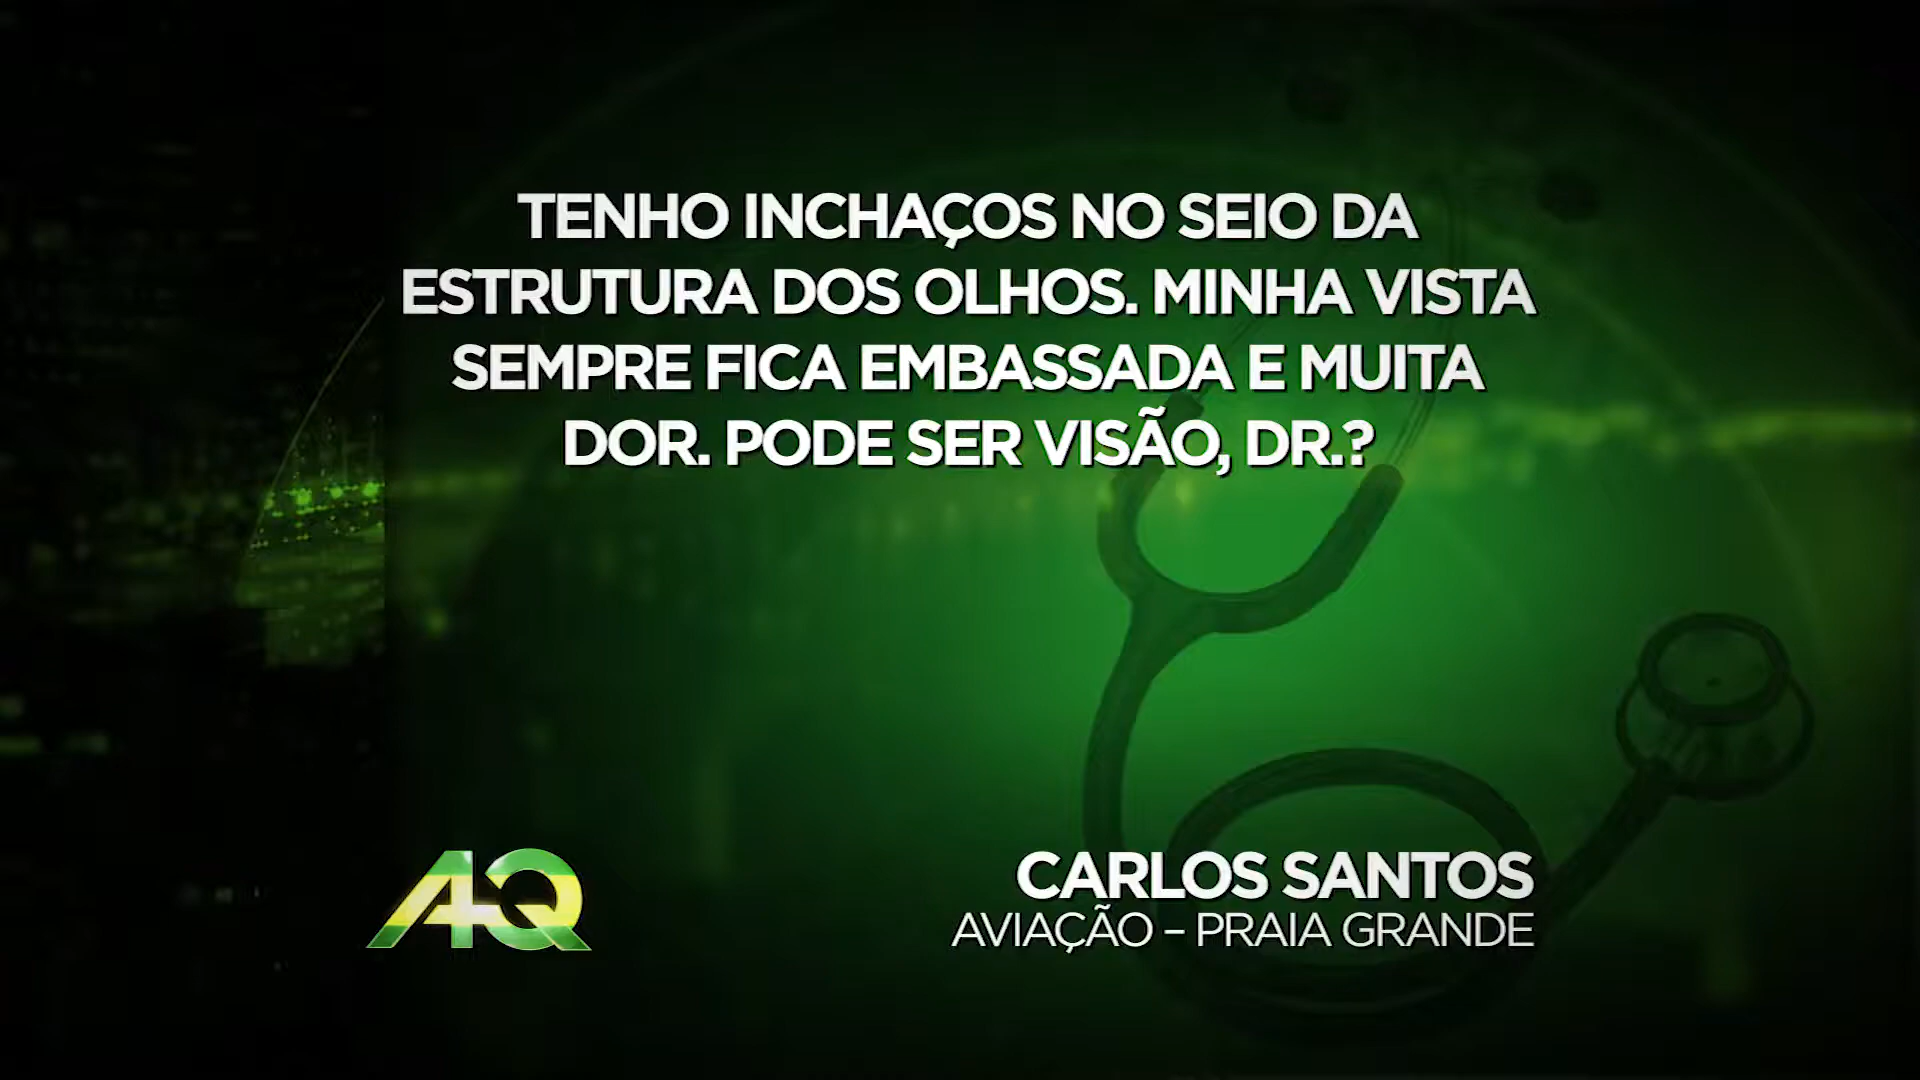 TENHO INCHAÇOS NO SEIO DA
ESTRUTURA DOS OLHOS. MINHA VISTA
SEMPRE FICA EMBASSADA E MUITA
DOR. PODE SER VISÃO, DR.?
AQ
CARLOS SANTOS
AVIAÇÃO – PRAIA GRANDE